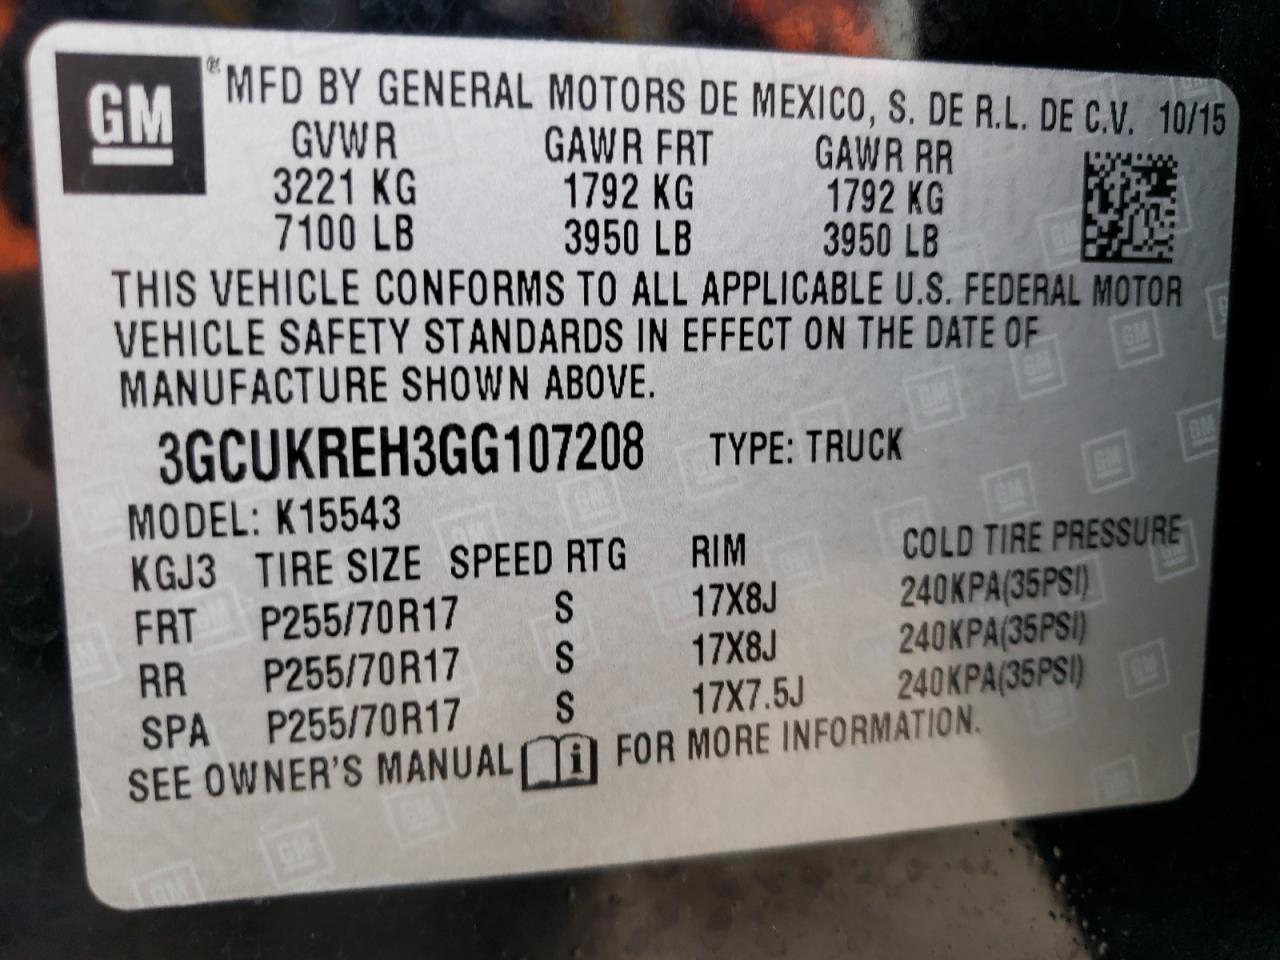 GM
® MFD BY GENERAL MOTORS DE MEXICO, S. DE R.L. DE C.V. 10/15
GVWR GAWR FRT GAWR RR
3221 KG 1792 KG 1792 KG
7100 LB 3950 LB 3950 LB
THIS VEHICLE CONFORMS TO ALL APPLICABLE U.S. FEDERAL MOTOR
VEHICLE SAFETY STANDARDS IN EFFECT ON THE DATE OF
MANUFACTURE SHOWN ABOVE.
3GCUKREH3GG107208 TYPE: TRUCK
MODEL: K15543
KGJ3 TIRE SIZE SPEED RTG RIM COLD TIRE PRESSURE
FRT P255/70R17 S 17X8J 240KPA(35PSI)
RR P255/70R17 S 17X8J 240KPA(35PSI)
SPA P255/70R17 S 17X7.5J 240KPA(35PSI)
SEE OWNER'S MANUAL i FOR MORE INFORMATION.